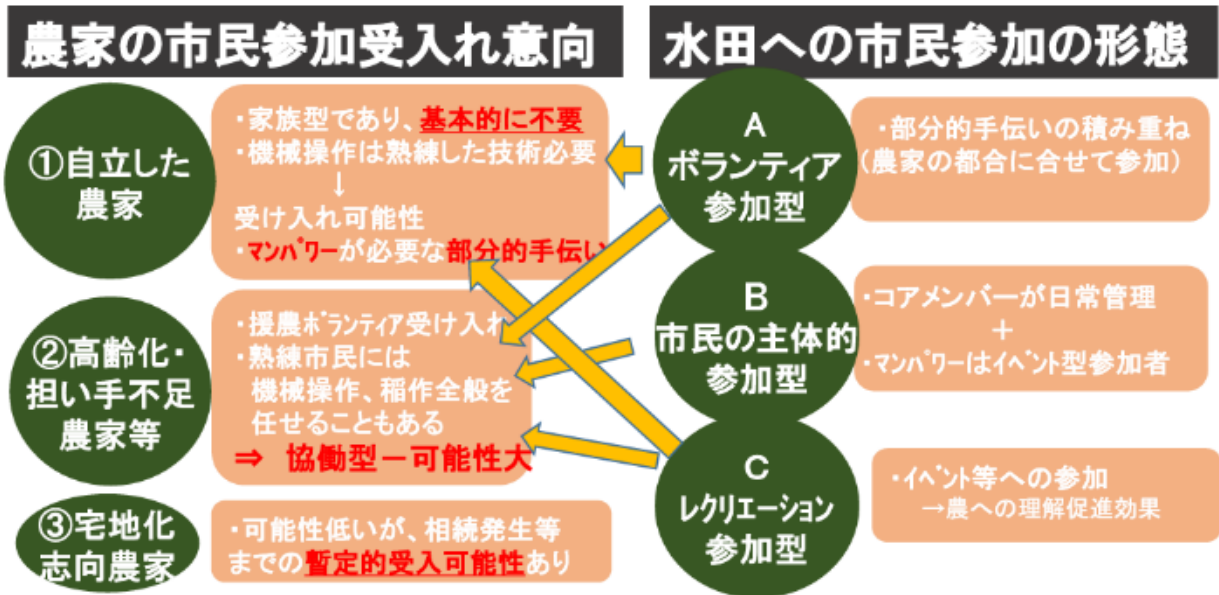 農家の市民参加受入れ意向
①自立した
農家
・家族型であり、基本的に不要
・機械操作は熟練した技術必要
↓
受け入れ可能性
・マンパワーが必要な部分的手伝い
②高齢化・
担い手不足
農家等
・援農ボランティア受け入れ
・熟練市民には
機械操作、稲作全般を
任せることもある
⇒ 協働型－可能性大
③宅地化
志向農家
・可能性低いが、相続発生等
までの暫定的受入可能性あり
水田への市民参加の形態
A
ボランティア
参加型
・部分的手伝いの積み重ね
(農家の都合に合せて参加)
B
市民の主体的
参加型
・コアメンバーが日常管理
＋
・マンパワーはイベント型参加者
C
レクリエーション
参加型
・イベント等への参加
→農への理解促進効果